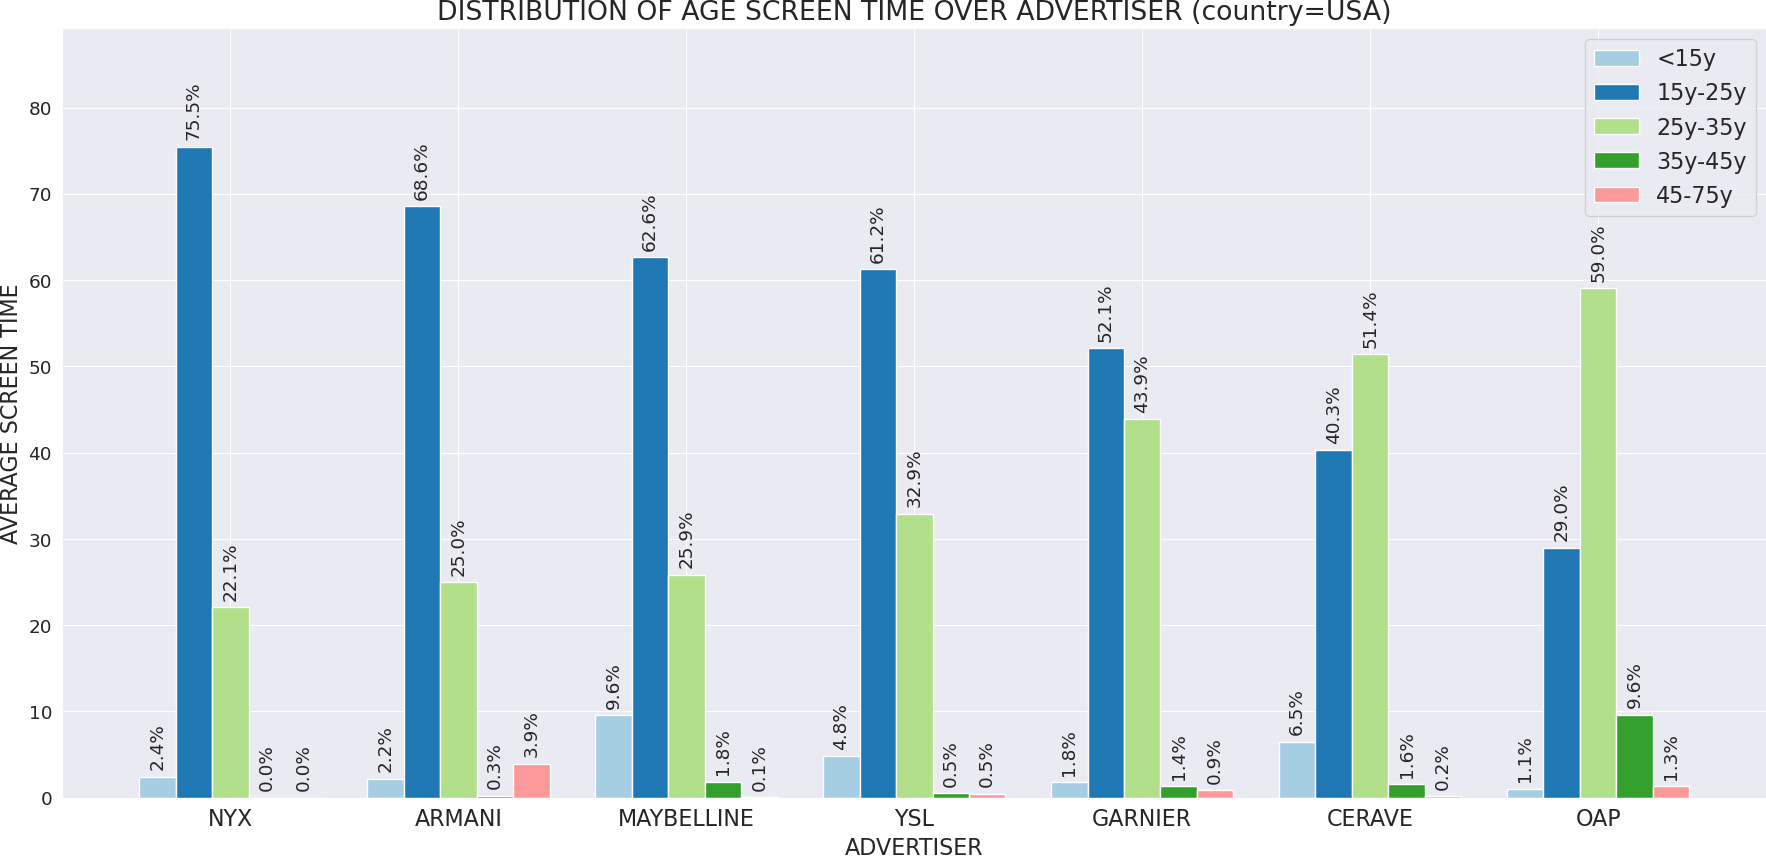 DISTRIBUTION OF AGE SCREEN TIME OVER ADVERTISER (country=USA)
<15y
15y-25y
25y-35y
35y-45y
45-75y
AVERAGE SCREEN TIME
80
70
60
50
40
30
20
10
0
2.4%
75.5%
22.1%
0.0%
0.0%
2.2%
68.6%
25.0%
0.3%
3.9%
9.6%
62.6%
25.9%
1.8%
0.1%
4.8%
61.2%
32.9%
0.5%
0.5%
1.8%
52.1%
43.9%
1.4%
0.9%
6.5%
40.3%
51.4%
1.6%
0.2%
1.1%
29.0%
59.0%
9.6%
1.3%
NYX
ARMANI
MAYBELLINE
YSL
GARNIER
CERAVE
OAP
ADVERTISER